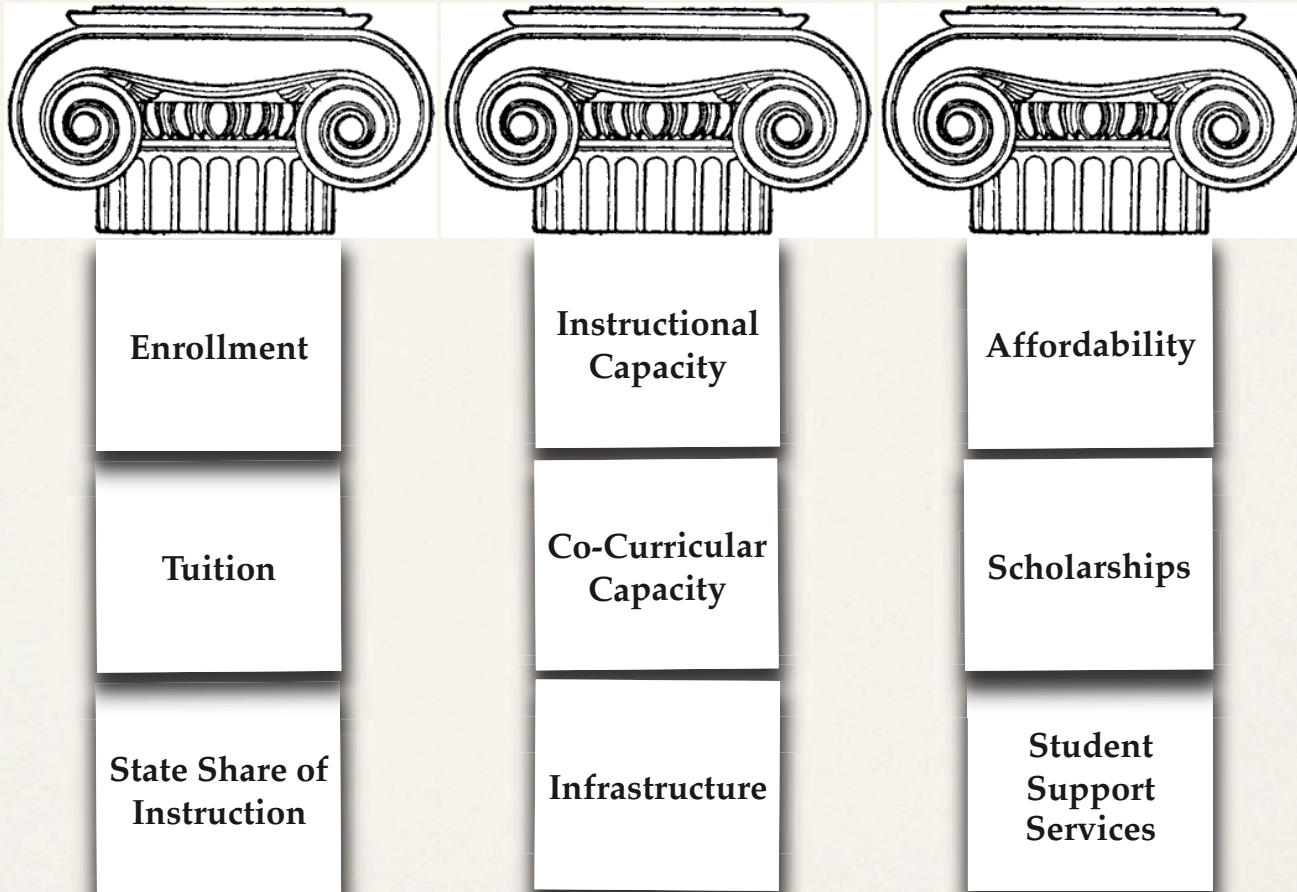 Enrollment
Tuition
State Share of
Instruction
Instructional
Capacity
Co-Curricular
Capacity
Infrastructure
Affordability
Scholarships
Student
Support
Services